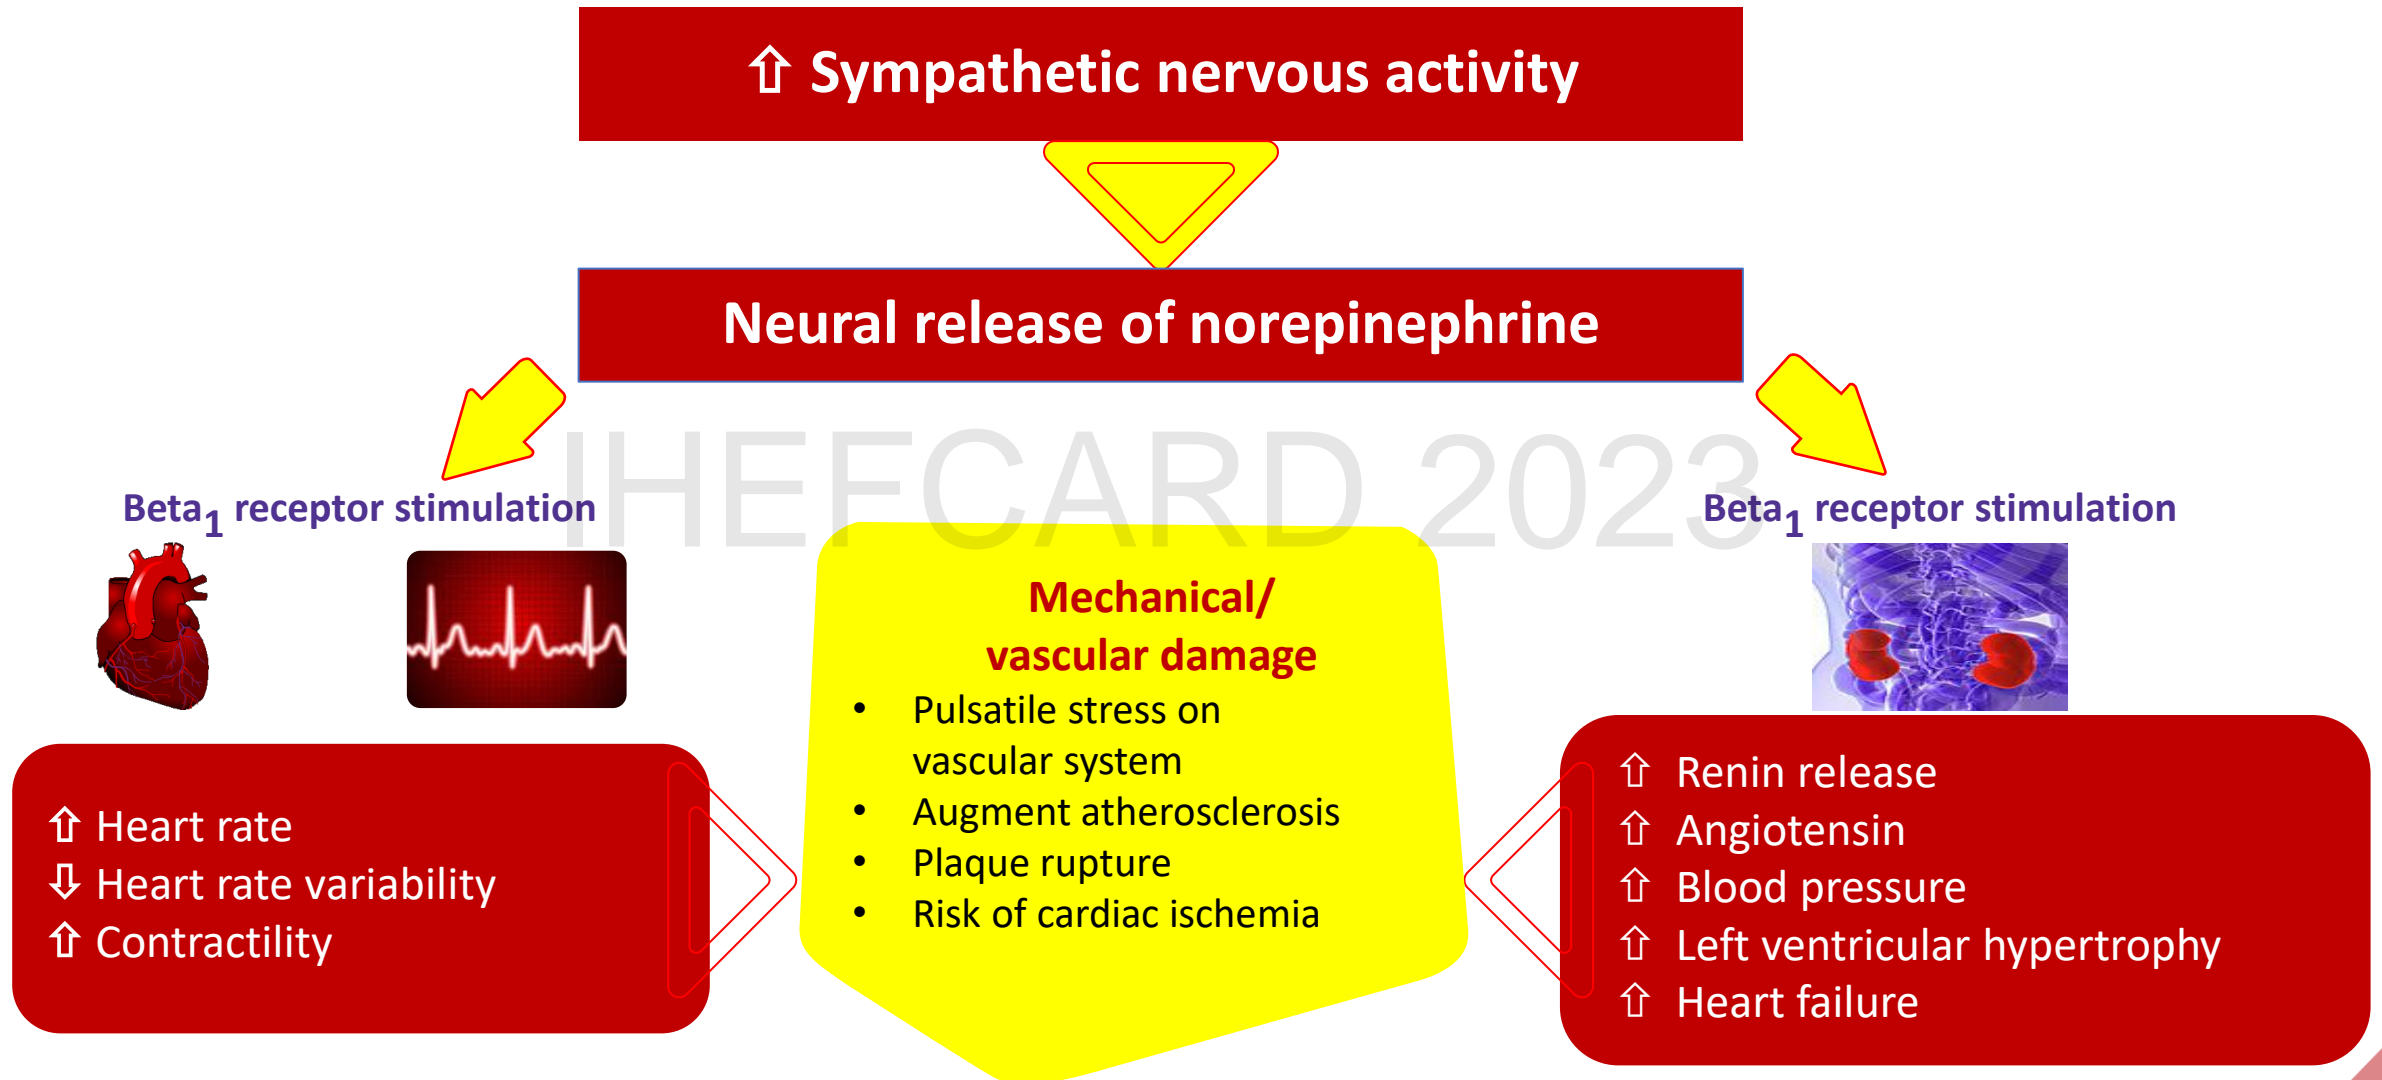 ⇧ Sympathetic nervous activity
Neural release of norepinephrine
IHEFCARD 2023
Beta1 receptor stimulation
Beta1 receptor stimulation
Mechanical/
vascular damage
• Pulsatile stress on
vascular system
• Augment atherosclerosis
• Plaque rupture
• Risk of cardiac ischemia
⇧ Heart rate
⇩ Heart rate variability
⇧ Contractility
⇧ Renin release
⇧ Angiotensin
⇧ Blood pressure
⇧ Left ventricular hypertrophy
⇧ Heart failure